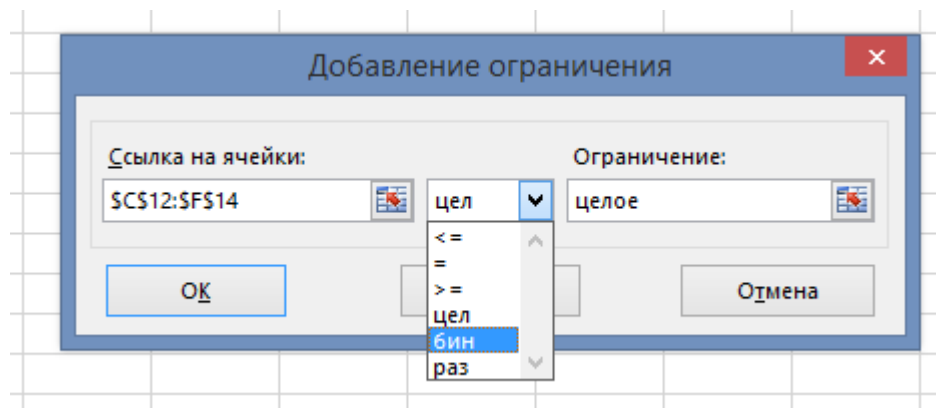 Добавление ограничения
Ссылка на ячейки:
Ограничение:
$C$12:$F$14
цел
целое
<=
=
>=
цел
бин
раз
ОК
Отмена